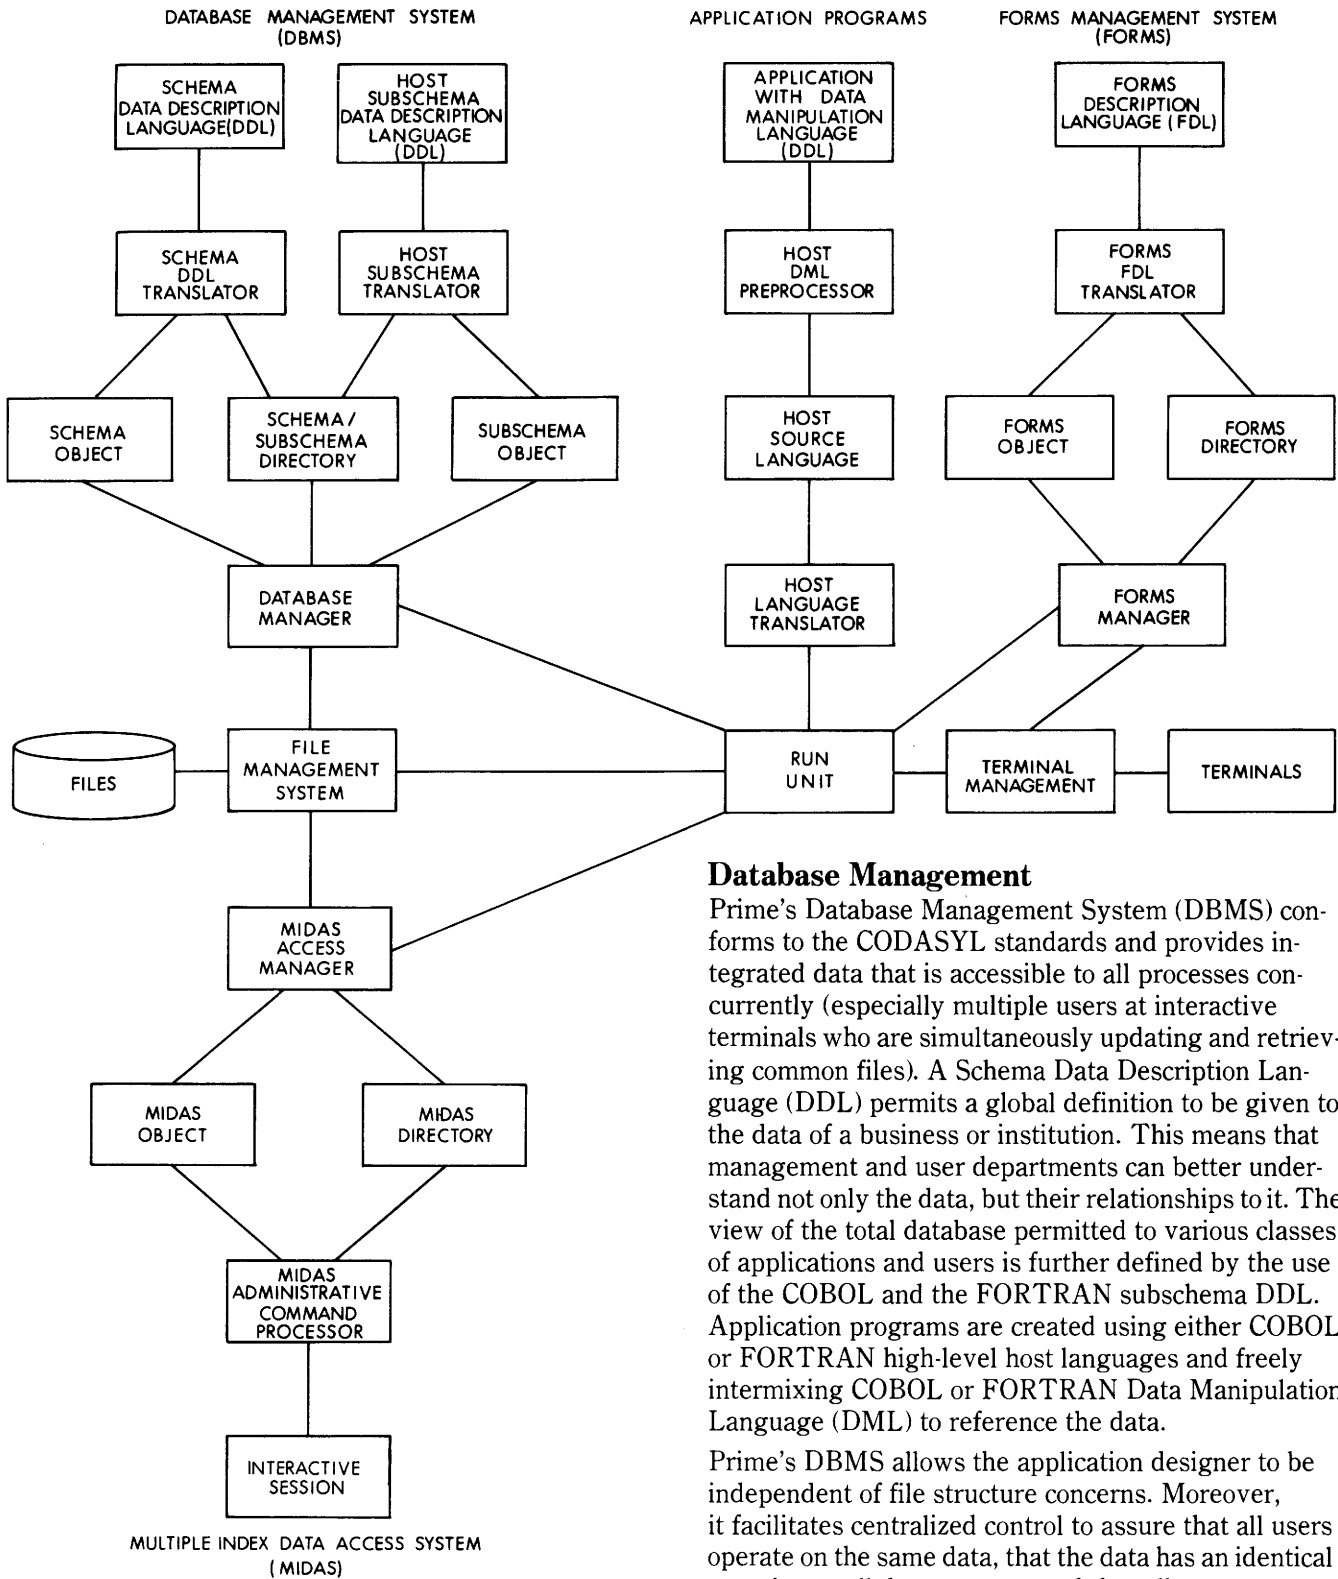 DATABASE MANAGEMENT SYSTEM
(DBMS)
APPLICATION PROGRAMS
FORMS MANAGEMENT SYSTEM
(FORMS)
SCHEMA
DATA DESCRIPTION
LANGUAGE(DDL)
HOST
SUBSCHEMA
DATA DESCRIPTION
LANGUAGE
(DDL)
APPLICATION
WITH DATA
MANIPULATION
LANGUAGE
(DDL)
FORMS
DESCRIPTION
LANGUAGE (FDL)
SCHEMA
DDL
TRANSLATOR
HOST
SUBSCHEMA
TRANSLATOR
HOST
DML
PREPROCESSOR
FORMS
FDL
TRANSLATOR
SCHEMA
OBJECT
SCHEMA/
SUBSCHEMA
DIRECTORY
SUBSCHEMA
OBJECT
HOST
SOURCE
LANGUAGE
FORMS
OBJECT
FORMS
DIRECTORY
DATABASE
MANAGER
HOST
LANGUAGE
TRANSLATOR
FORMS
MANAGER
FILES
FILE
MANAGEMENT
SYSTEM
RUN
UNIT
TERMINAL
MANAGEMENT
TERMINALS
MIDAS
ACCESS
MANAGER
MIDAS
OBJECT
MIDAS
DIRECTORY
MIDAS
ADMINISTRATIVE
COMMAND
PROCESSOR
INTERACTIVE
SESSION
MULTIPLE INDEX DATA ACCESS SYSTEM
(MIDAS)
Database Management
Prime's Database Management System (DBMS) con-
forms to the CODASYL standards and provides in-
tegrated data that is accessible to all processes con-
currently (especially multiple users at interactive
terminals who are simultaneously updating and retriev-
ing common files). A Schema Data Description Lan-
guage (DDL) permits a global definition to be given to
the data of a business or institution. This means that
management and user departments can better under-
stand not only the data, but their relationships to it. The
view of the total database permitted to various classes
of applications and users is further defined by the use
of the COBOL and the FORTRAN subschema DDL.
Application programs are created using either COBOL
or FORTRAN high-level host languages and freely
intermixing COBOL or FORTRAN Data Manipulation
Language (DML) to reference the data.
Prime's DBMS allows the application designer to be
independent of file structure concerns. Moreover,
it facilitates centralized control to assure that all users
operate on the same data, that the data has an identical